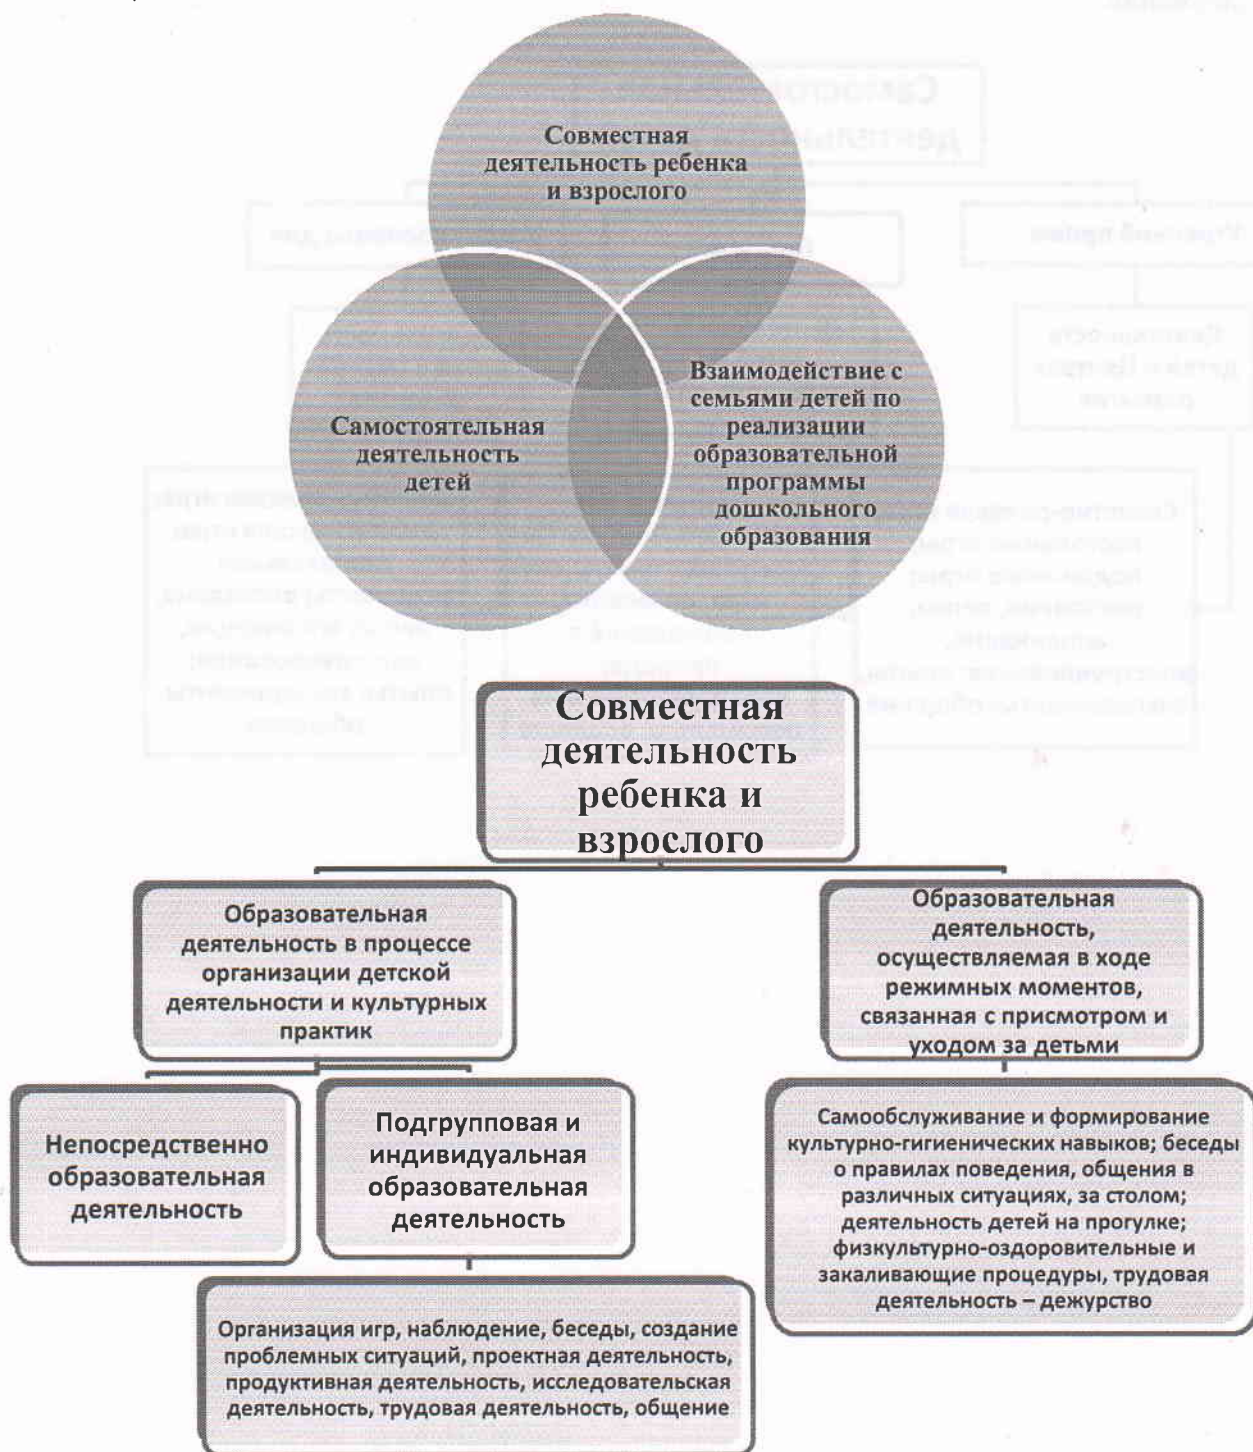 Совместная
деятельность ребенка
и взрослого
Самостоятельная
деятельность
детей
Взаимодействие с
семьями детей по
реализации
образовательной
программы
дошкольного
образования
Совместная
деятельность
ребенка и
взрослого
Образовательная
деятельность в процессе
организации детской
деятельности и культурных
практик
Образовательная
деятельность,
осуществляемая в ходе
режимных моментов,
связанная с присмотром и
уходом за детьми
Непосредственно
образовательная
деятельность
Подгрупповая и
индивидуальная
образовательная
деятельность
Самообслуживание и формирование
культурно-гигиенических навыков; беседы
о правилах поведения, общения в
различных ситуациях, за столом;
деятельность детей на прогулке;
физкультурно-оздоровительные и
закаливающие процедуры, трудовая
деятельность – дежурство
Организация игр, наблюдение, беседы, создание
проблемных ситуаций, проектная деятельность,
продуктивная деятельность, исследовательская
деятельность, трудовая деятельность, общение